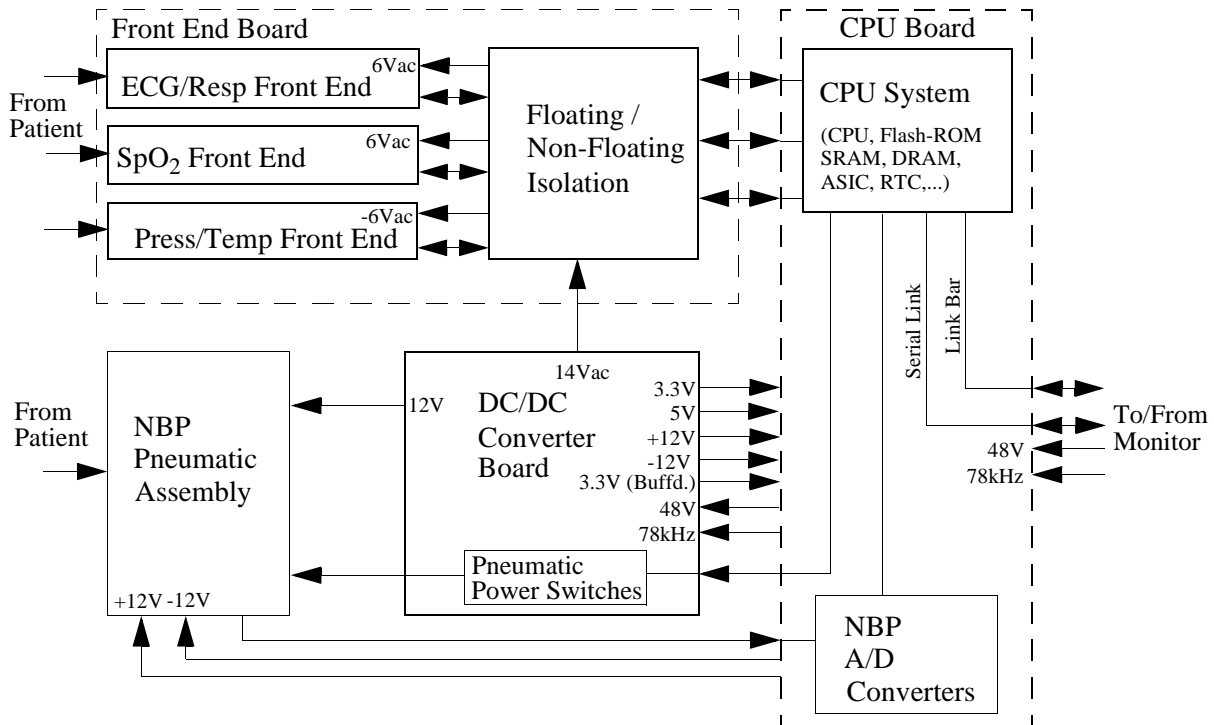 Front End Board
CPU Board
ECG/Resp Front End
6Vac
SpO2 Front End
6Vac
Press/Temp Front End
-6Vac
From
Patient
Floating /
Non-Floating
Isolation
CPU System
(CPU, Flash-ROM
SRAM, DRAM,
ASIC, RTC,...)
Serial Link
Link Bar
From
Patient
NBP
Pneumatic
Assembly
+12V -12V
12V
14Vac
DC/DC
Converter
Board
3.3V
5V
+12V
-12V
3.3V (Buffd.)
48V
78kHz
Pneumatic
Power Switches
To/From
Monitor
48V
78kHz
NBP
A/D
Converters